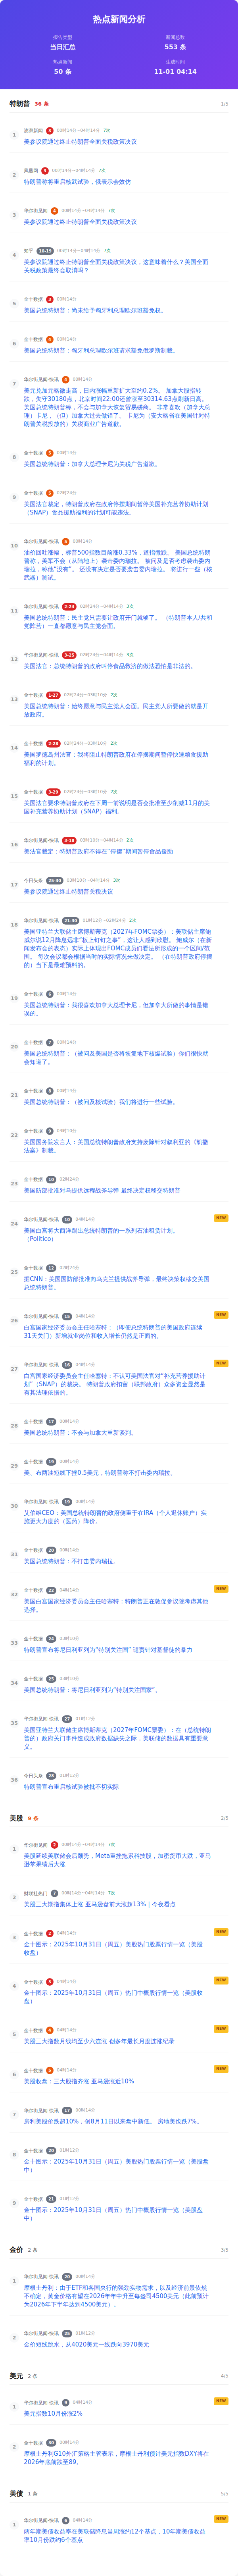 热点新闻分析
报告类型
当日汇总
新闻总数
553 条
热点新闻
50 条
生成时间
11-01 04:14
特朗普 36 条 1/5
1 澎湃新闻 3 00时14分~04时14分 7次
美参议院通过终止特朗普全面关税政策决议
2 凤凰网 3 00时14分~04时14分 7次
特朗普称将重启核武试验，俄表示会效仿
3 华尔街见闻 4 00时14分~04时14分 7次
美参议院通过终止特朗普全面关税政策决议
4 知乎 10-19 00时14分~04时14分 7次
美参议院通过终止特朗普全面关税政策决议，这意味着什么？美国全面
关税政策最终会取消吗？
5 金十数据 3 00时14分
美国总统特朗普：尚未给予匈牙利总理欧尔班豁免权。
6 金十数据 4 00时14分
美国总统特朗普：匈牙利总理欧尔班请求豁免俄罗斯制裁。
7 华尔街见闻-快讯 4 00时14分
美元兑加元略微走高，日内涨幅重新扩大至约0.2%。 加拿大股指转
跌，失守30180点，北京时间22:00还曾涨至30314.63点刷新日高。
美国总统特朗普称，不会与加拿大恢复贸易磋商。 非常喜欢（加拿大总
理）卡尼，（但）加拿大过去做错了。 卡尼为（安大略省在美国针对特
朗普关税投放的）关税商业广告道歉。
8 金十数据 5 00时14分
美国总统特朗普：加拿大总理卡尼为关税广告道歉。
9 金十数据 5 02时14分
美国法官裁定，特朗普政府在政府停摆期间暂停美国补充营养协助计划
（SNAP）食品援助福利的计划可能违法。
10 华尔街见闻-快讯 5 00时14分
油价回吐涨幅，标普500指数目前涨0.33%，道指微跌。 美国总统特朗
普称，美军不会（从陆地上）袭击委内瑞拉。 被问及是否考虑袭击委内
瑞拉，称他“没有”。 还没有决定是否要袭击委内瑞拉。 将进行一些（核
武器）测试。
11 华尔街见闻-快讯 2-24 02时14分~04时14分 3次
美国总统特朗普：民主党只需要让政府开门就够了。 （特朗普本人/共和
党阵营）一直都愿意与民主党会面。
12 华尔街见闻-快讯 3-25 02时14分~04时14分 3次
美国法官：总统特朗普的政府叫停食品救济的做法恐怕是非法的。
13 金十数据 1-27 02时14分~03时10分 2次
美国总统特朗普：始终愿意与民主党人会面。民主党人所要做的就是开
放政府。
14 金十数据 2-28 02时14分~03时10分 2次
美国罗德岛州法官：我将阻止特朗普政府在停摆期间暂停快速粮食援助
福利的计划。
15 金十数据 3-29 02时14分~03时10分 2次
美国法官要求特朗普政府在下周一前说明是否会批准至少削减11月的美
国补充营养协助计划（SNAP）福利。
16 华尔街见闻-快讯 5-18 03时10分~04时14分 2次
美法官裁定：特朗普政府不得在“停摆”期间暂停食品援助
17 今日头条 25-30 03时10分~04时14分 3次
美参议院通过终止特朗普关税决议
18 华尔街见闻-快讯 21-30 01时12分~02时14分 2次
美国亚特兰大联储主席博斯蒂克（2027年FOMC票委）：美联储主席鲍
威尔说12月降息远非“板上钉钉之事”，这让人感到欣慰。 鲍威尔（在新
闻发布会的表态）实际上体现出FOMC成员们看法所形成的一个区间/范
围。 每次会议都会根据当时的实际情况来做决定。 （在特朗普政府停摆
的）当下是最难预料的。
19 金十数据 6 00时14分
美国总统特朗普：我很喜欢加拿大总理卡尼，但加拿大所做的事情是错
误的。
20 金十数据 7 00时14分
美国总统特朗普：（被问及美国是否将恢复地下核爆试验）你们很快就
会知道了。
21 金十数据 8 00时14分
美国总统特朗普：（被问及核试验）我们将进行一些试验。
22 金十数据 9 03时10分
美国国务院发言人：美国总统特朗普政府支持废除针对叙利亚的《凯撒
法案》制裁。
23 金十数据 10 02时14分
美国防部批准对乌提供远程战斧导弹 最终决定权移交特朗普
24 华尔街见闻-快讯 10 04时14分 NEW
美国白宫将大西洋踢出总统特朗普的一系列石油租赁计划。
（Politico）
25 金十数据 12 02时14分
据CNN：美国国防部批准向乌克兰提供战斧导弹，最终决策权移交美国
总统特朗普。
26 华尔街见闻-快讯 15 04时14分 NEW
白宫国家经济委员会主任哈塞特：（即便总统特朗普的美国政府连续
31天关门）新增就业岗位和收入增长仍然是正面的。
27 华尔街见闻-快讯 16 04时14分 NEW
白宫国家经济委员会主任哈塞特：不认可美国法官对“补充营养援助计
划”（SNAP）的裁决。 特朗普政府扣留（联邦政府）众多资金显然是
有其法理依据的。
28 金十数据 17 00时14分
美国总统特朗普：不会与加拿大重新谈判。
29 金十数据 19 00时14分
美、布两油短线下挫0.5美元，特朗普称不打击委内瑞拉。
30 华尔街见闻-快讯 19 00时14分
艾伯维CEO：美国总统特朗普的政府侧重于在IRA（个人退休账户）实
施更大力度的（医药）降价。
31 金十数据 20 00时14分
美国总统特朗普：不打击委内瑞拉。
32 金十数据 22 04时14分 NEW
美国白宫国家经济委员会主任哈塞特：特朗普正在敦促参议院考虑其他
选择。
33 金十数据 24 03时10分
特朗普宣布将尼日利亚列为“特别关注国” 谴责针对基督徒的暴力
34 金十数据 25 03时10分
美国总统特朗普：将尼日利亚列为“特别关注国家”。
35 华尔街见闻-快讯 27 01时12分
美国亚特兰大联储主席博斯蒂克（2027年FOMC票委）：在（总统特朗
普的）政府关门事件造成政府数据缺失之际，美联储的数据具有重要意
义。
36 今日头条 28 01时12分
特朗普宣布重启核试验被批不切实际
美股 9 条 2/5
1 华尔街见闻 2 00时14分~04时14分 7次
美股延续美联储会后颓势，Meta重挫拖累科技股，加密货币大跌，亚马
逊苹果绩后大涨
2 财联社热门 7 00时14分~04时14分 7次
美股三大期指集体上涨 亚马逊盘前大涨超13%｜今夜看点
3 金十数据 2 04时14分 NEW
金十图示：2025年10月31日（周五）美股热门股票行情一览（美股
收盘）
4 金十数据 3 04时14分 NEW
金十图示：2025年10月31日（周五）热门中概股行情一览（美股收
盘）
5 金十数据 4 04时14分 NEW
美股三大指数月线均至少六连涨 创多年最长月度连涨纪录
6 金十数据 5 04时14分 NEW
美股收盘：三大股指齐涨 亚马逊涨近10%
7 华尔街见闻-快讯 17 00时14分
房利美股价跌超10%，创8月11日以来盘中新低， 房地美也跌7%。
8 金十数据 20 01时12分
金十图示：2025年10月31日（周五）美股热门股票行情一览（美股盘
中）
9 金十数据 21 01时12分
金十图示：2025年10月31日（周五）热门中概股行情一览（美股盘
中）
金价 2 条 3/5
1 华尔街见闻-快讯 20 00时14分
摩根士丹利：由于ETF和各国央行的强劲实物需求，以及经济前景依然
不确定，黄金价格有望在2026年年中升至每盎司4500美元（此前预计
为2026年下半年达到4500美元）。
2 华尔街见闻-快讯 25 01时12分
金价短线跳水，从4020美元一线跌向3970美元
美元 2 条 4/5
1 华尔街见闻-快讯 9 04时14分 NEW
美元指数10月份涨2%
2 金十数据 30 00时14分
摩根士丹利G10外汇策略主管表示，摩根士丹利预计美元指数DXY将在
2026年底前跌至89。
美债 1 条 5/5
1 华尔街见闻-快讯 8 04时14分 NEW
两年期美债收益率在美联储降息当周涨约12个基点，10年期美债收益
率10月份跌约6个基点